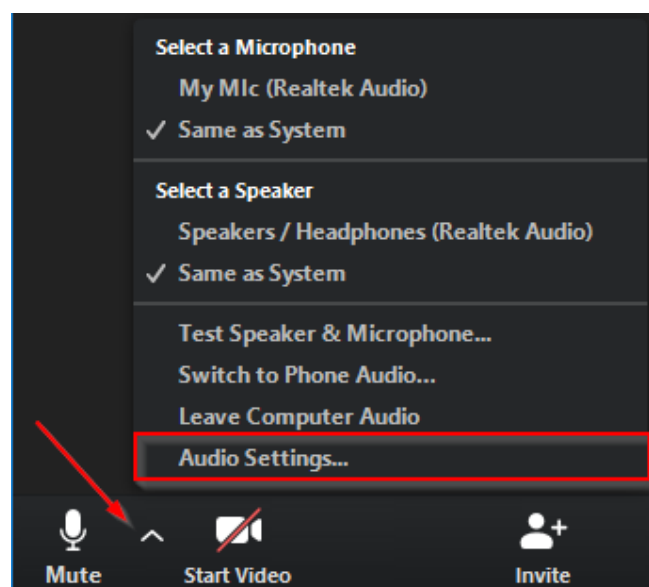 Select a Microphone
My MIc (Realtek Audio)
✓ Same as System
Select a Speaker
Speakers / Headphones (Realtek Audio)
✓ Same as System
Test Speaker & Microphone...
Switch to Phone Audio...
Leave Computer Audio
Audio Settings...
Mute
Start Video
Invite